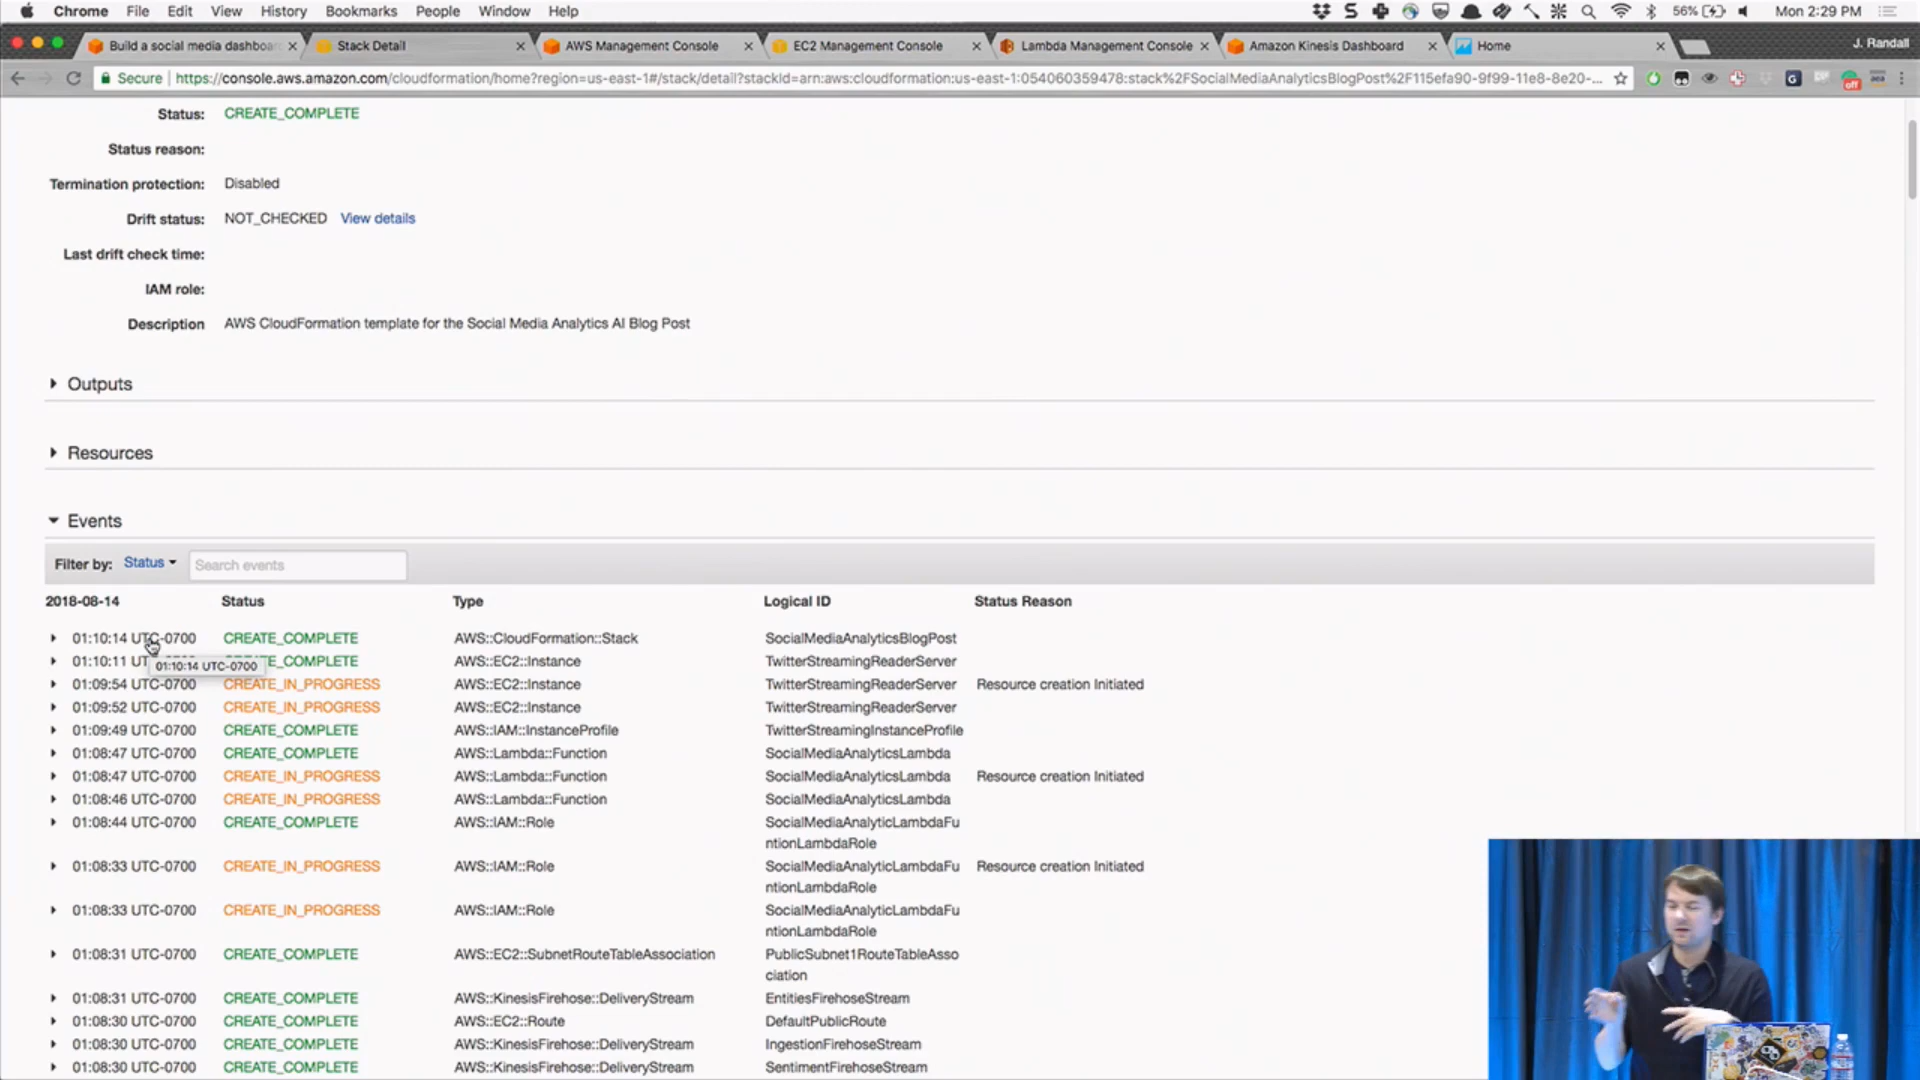 Chrome File Edit View History Bookmarks People Window Help 56% Mon 2:29 PM
Build a social media dashboa Stack Detail AWS Management Console EC2 Management Console Lambda Management Console Amazon Kinesis Dashboard Home J. Randall
Secure https://console.aws.amazon.com/cloudformation/home?region=us-east-1#/stack/detail?stackId=arn:aws:cloudformation:us-east-1:054060359478:stack%2FSocialMediaAnalyticsBlogPost%2F115efa90-9f99-11e8-8e20-...
Status: CREATE_COMPLETE
Status reason:
Termination protection: Disabled
Drift status: NOT_CHECKED View details
Last drift check time:
IAM role:
Description AWS CloudFormation template for the Social Media Analytics AI Blog Post
Outputs
Resources
Events
Filter by: Status Search events
2018-08-14 Status Type Logical ID Status Reason
01:10:14 UTC-0700 CREATE_COMPLETE AWS::CloudFormation::Stack SocialMediaAnalyticsBlogPost
01:10:11 UT COMPLETE AWS::EC2::Instance TwitterStreamingReaderServer
01:10:14 UTC-0700
01:09:54 UTC-0700 CREATE_IN_PROGRESS AWS::EC2::Instance TwitterStreamingReaderServer Resource creation Initiated
01:09:52 UTC-0700 CREATE_IN_PROGRESS AWS::EC2::Instance TwitterStreamingReaderServer
01:09:49 UTC-0700 CREATE_COMPLETE AWS::IAM::InstanceProfile TwitterStreamingInstanceProfile
01:08:47 UTC-0700 CREATE_COMPLETE AWS::Lambda::Function SocialMediaAnalyticsLambda
01:08:47 UTC-0700 CREATE_IN_PROGRESS AWS::Lambda::Function SocialMediaAnalyticsLambda Resource creation Initiated
01:08:46 UTC-0700 CREATE_IN_PROGRESS AWS::Lambda::Function SocialMediaAnalyticsLambda
01:08:44 UTC-0700 CREATE_COMPLETE AWS::IAM::Role SocialMediaAnalyticLambdaFu
ntionLambdaRole
01:08:33 UTC-0700 CREATE_IN_PROGRESS AWS::IAM::Role SocialMediaAnalyticLambdaFu Resource creation Initiated
ntionLambdaRole
01:08:33 UTC-0700 CREATE_IN_PROGRESS AWS::IAM::Role SocialMediaAnalyticLambdaFu
ntionLambdaRole
01:08:31 UTC-0700 CREATE_COMPLETE AWS::EC2::SubnetRouteTableAssociation PublicSubnet1RouteTableAsso
ciation
01:08:31 UTC-0700 CREATE_COMPLETE AWS::KinesisFirehose::DeliveryStream EntitiesFirehoseStream
01:08:30 UTC-0700 CREATE_COMPLETE AWS::EC2::Route DefaultPublicRoute
01:08:30 UTC-0700 CREATE_COMPLETE AWS::KinesisFirehose::DeliveryStream IngestionFirehoseStream
01:08:30 UTC-0700 CREATE_COMPLETE AWS::KinesisFirehose::DeliveryStream SentimentFirehoseStream